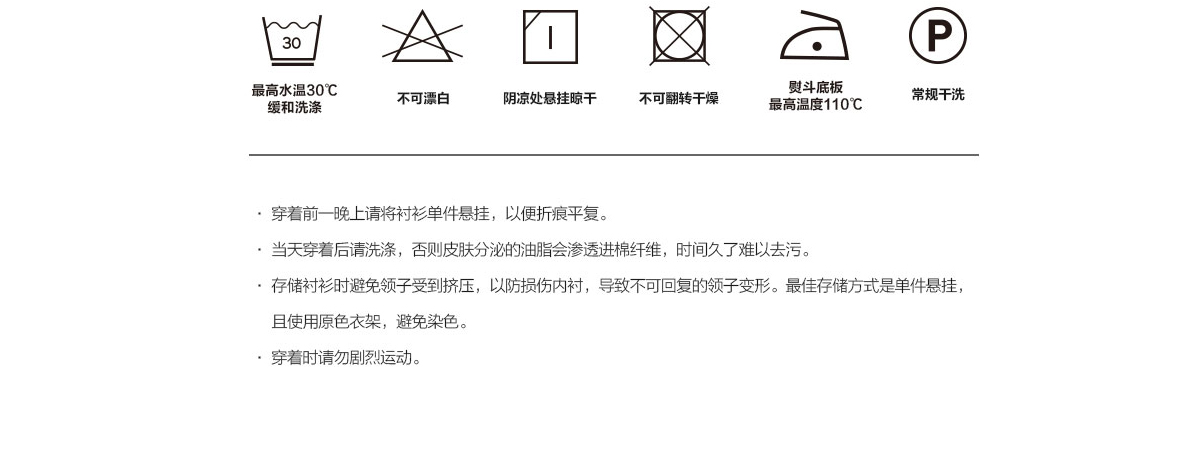 30
P
最高水温30℃
缓和洗涤
不可漂白
阴凉处悬挂晾干
不可翻转干燥
熨斗底板
最高温度110℃
常规干洗
· 穿着前一晚上请将衬衫单件悬挂，以便折痕平复。
· 当天穿着后请洗涤，否则皮肤分泌的油脂会渗透进棉纤维，时间久了难以去污。
· 存储衬衫时避免领子受到挤压，以防损伤内衬，导致不可回复的领子变形。最佳存储方式是单件悬挂，
且使用原色衣架，避免染色。
· 穿着时请勿剧烈运动。